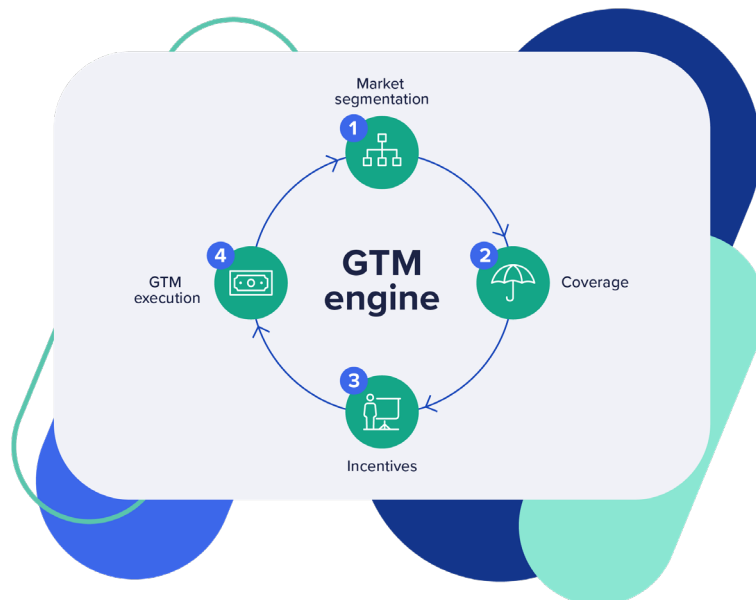 Market
segmentation
1
GTM
engine
2
Coverage
4
GTM
execution
3
Incentives